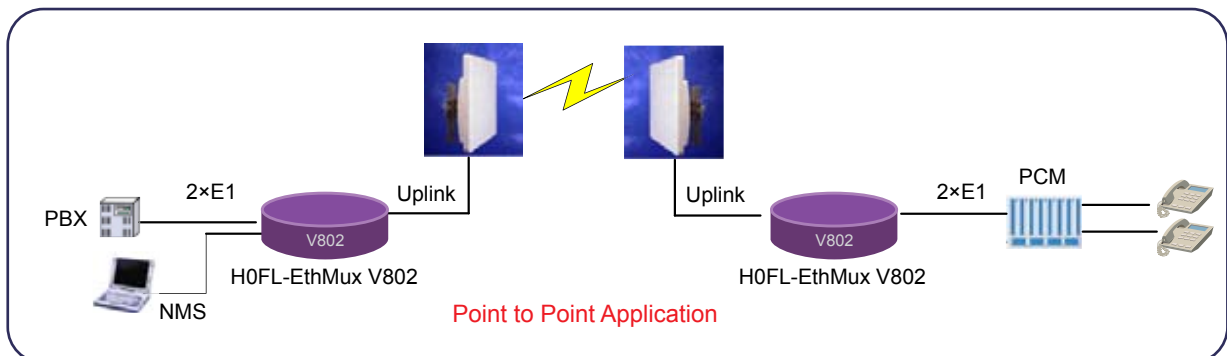 2×E1
Uplink
Uplink
2×E1
PCM
PBX
V802
V802
H0FL-EthMux V802
H0FL-EthMux V802
NMS
Point to Point Application